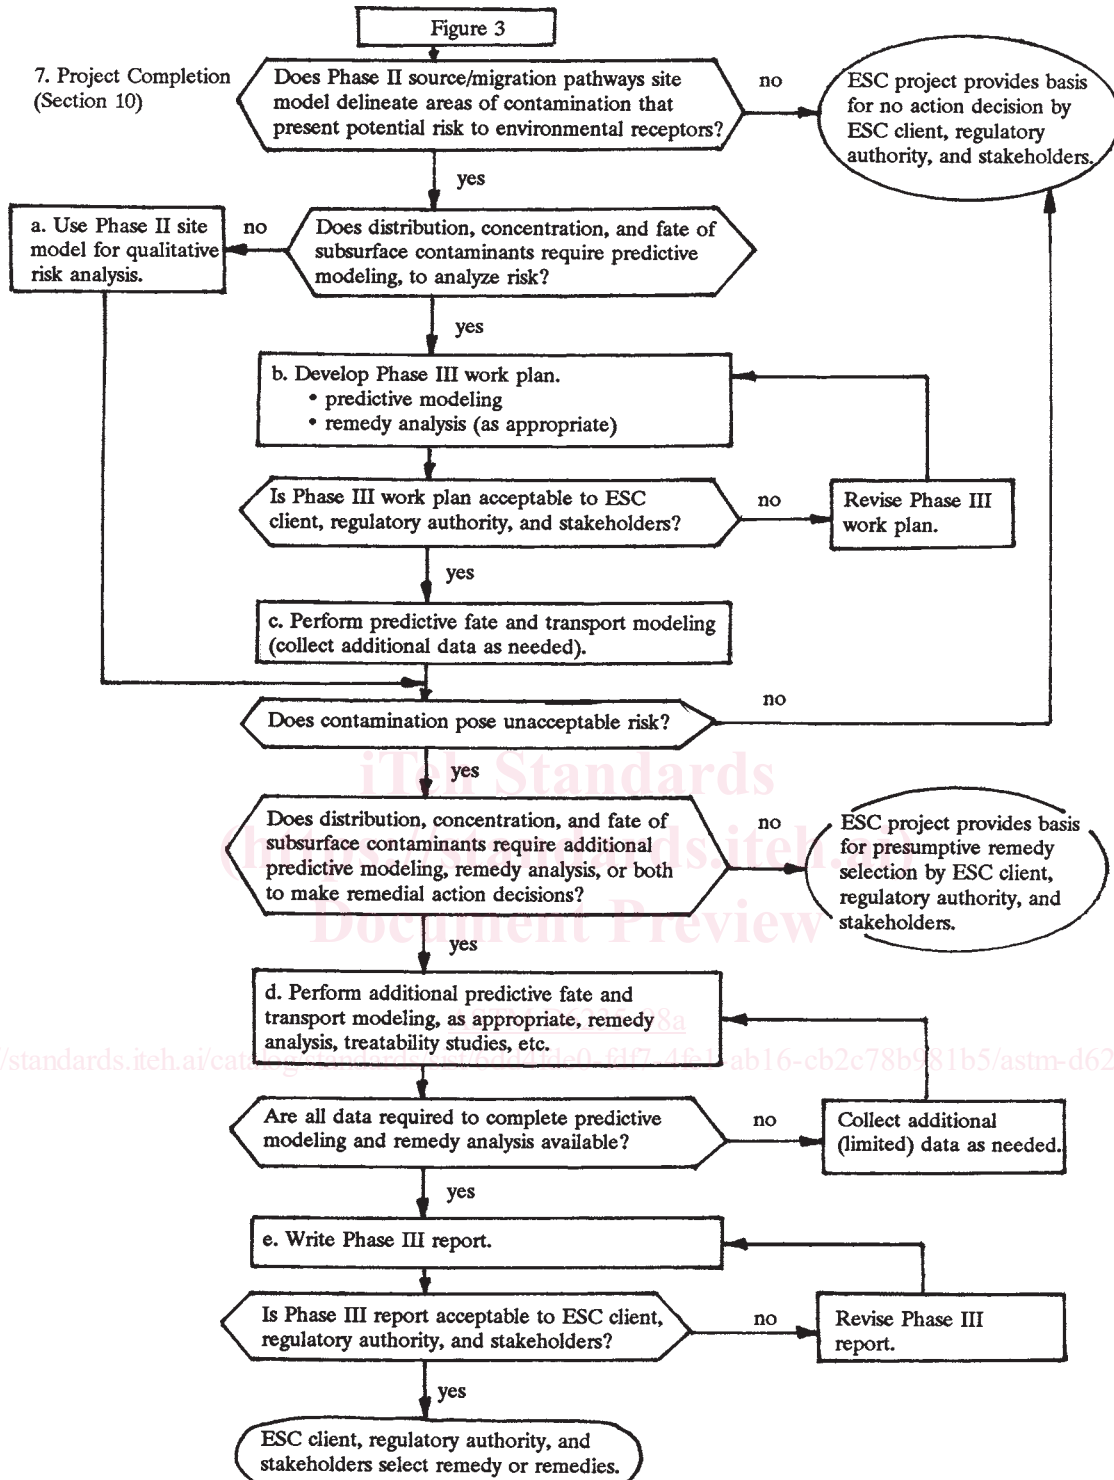 Figure 3
7. Project Completion
(Section 10)
Does Phase II source/migration pathways site
model delineate areas of contamination that
present potential risk to environmental receptors?
no
ESC project provides basis
for no action decision by
ESC client, regulatory
authority, and stakeholders.
yes
a. Use Phase II site
model for qualitative
risk analysis.
no
Does distribution, concentration, and fate of
subsurface contaminants require predictive
modeling, to analyze risk?
yes
b. Develop Phase III work plan.
• predictive modeling
• remedy analysis (as appropriate)
Is Phase III work plan acceptable to ESC
client, regulatory authority, and stakeholders?
no
Revise Phase III
work plan.
yes
c. Perform predictive fate and transport modeling
(collect additional data as needed).
Does contamination pose unacceptable risk?
no
yes
iTeh Standards
(https://standards.iteh.ai)
Document Preview
Does distribution, concentration, and fate of
subsurface contaminants require additional
predictive modeling, remedy analysis, or both
to make remedial action decisions?
no
ESC project provides basis
for presumptive remedy
selection by ESC client,
regulatory authority, and
stakeholders.
yes
d. Perform additional predictive fate and
transport modeling, as appropriate, remedy
analysis, treatability studies, etc.
Are all data required to complete predictive
modeling and remedy analysis available?
no
Collect additional
(limited) data as needed.
yes
e. Write Phase III report.
Is Phase III report acceptable to ESC client,
regulatory authority, and stakeholders?
no
Revise Phase III
report.
yes
ESC client, regulatory authority, and
stakeholders select remedy or remedies.